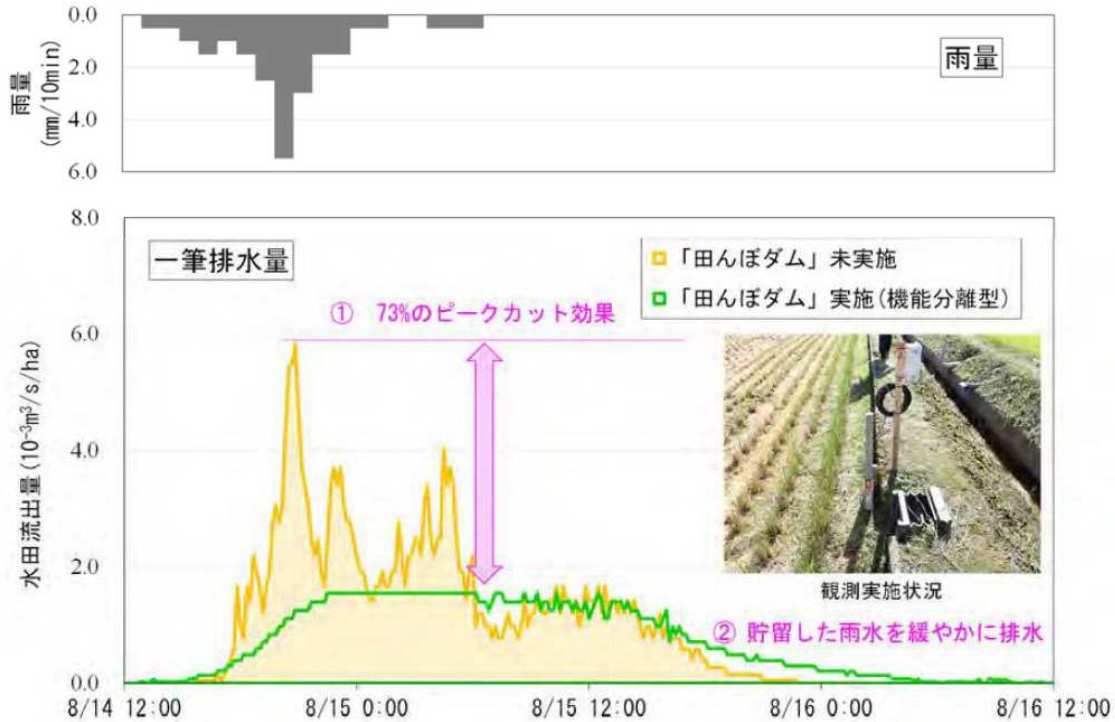 0.0
2.0
4.0
6.0
雨量
(mm/10min)
雨量
8.0
6.0
4.0
2.0
0.0
水田流出量(10⁻³m³/s/ha)
一筆排水量
「田んぼダム」未実施
「田んぼダム」実施(機能分離型)
① 73%のピークカット効果
観測実施状況
② 貯留した雨水を緩やかに排水
8/14 12:00
8/15 0:00
8/15 12:00
8/16 0:00
8/16 12:00